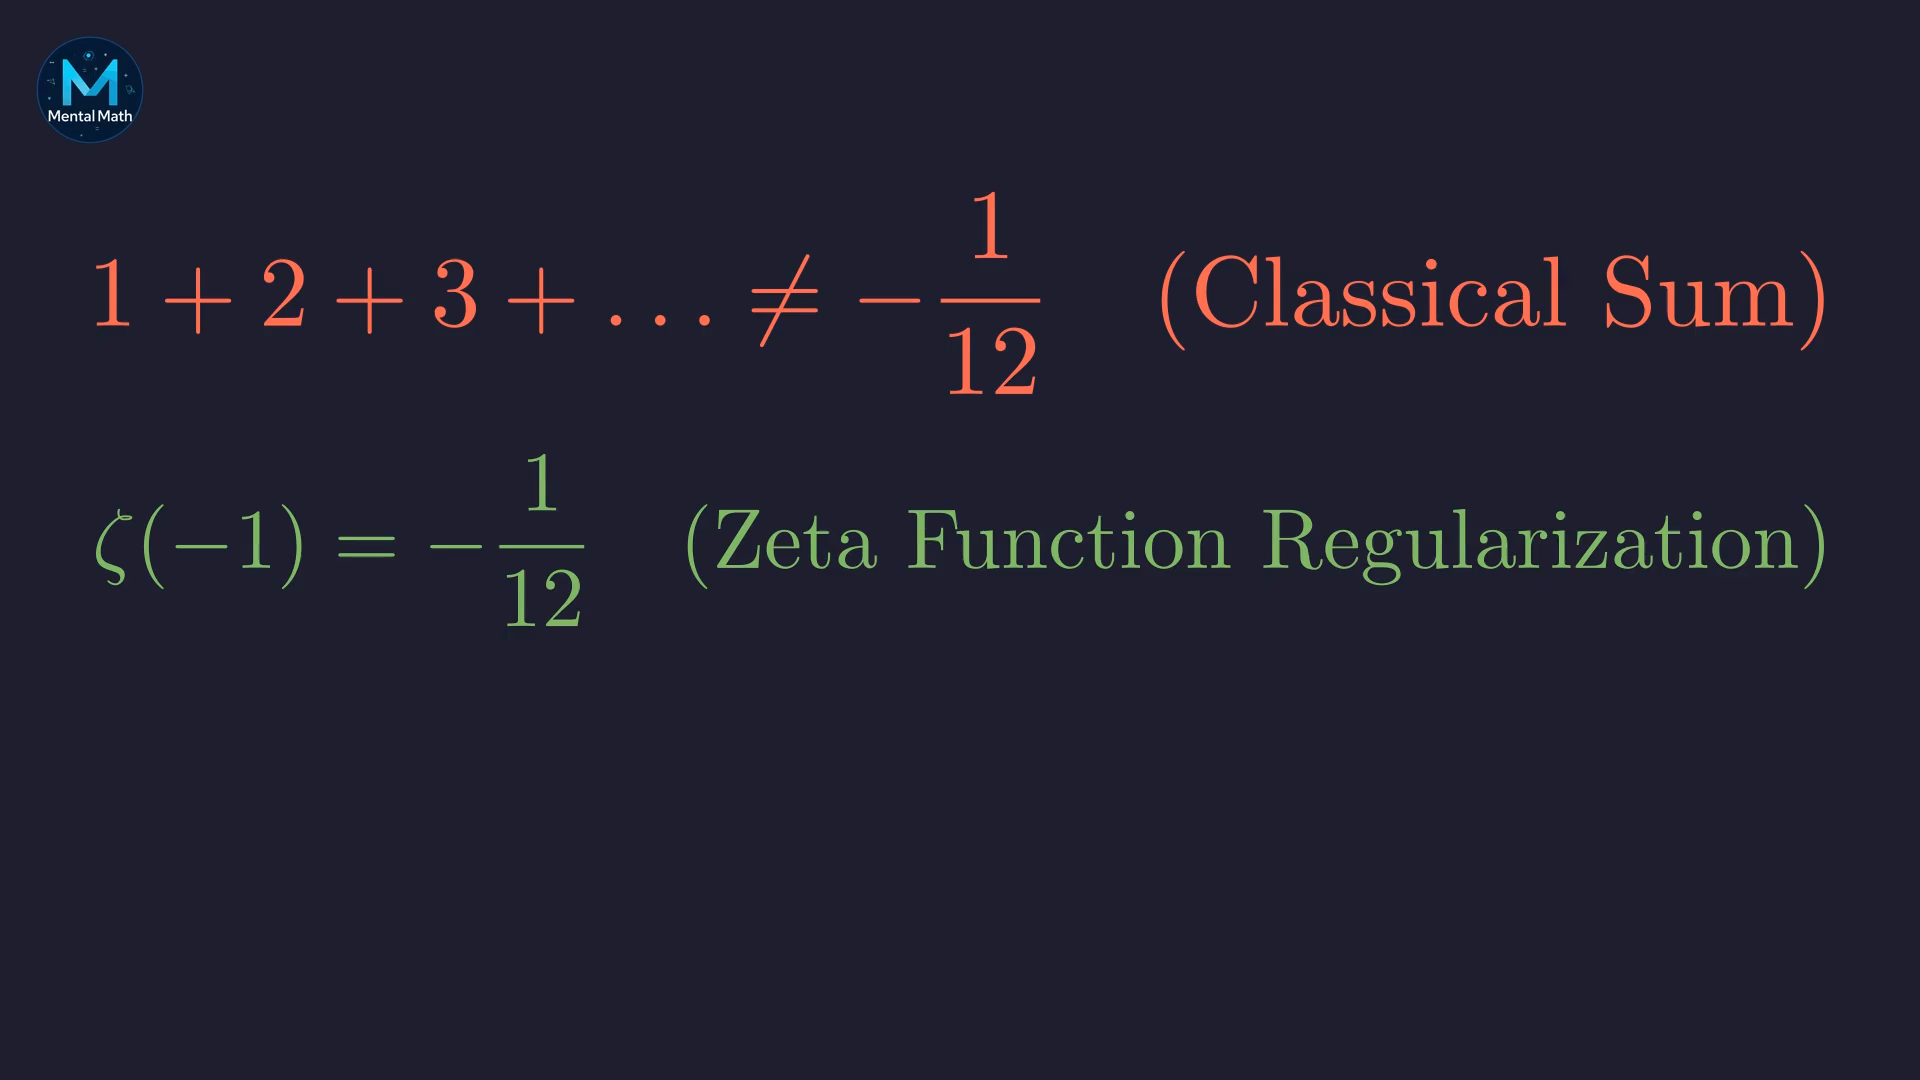 M
Mental Math
1 + 2 + 3 + … ≠ −1/12 (Classical Sum)
ζ(−1) = −1/12 (Zeta Function Regularization)